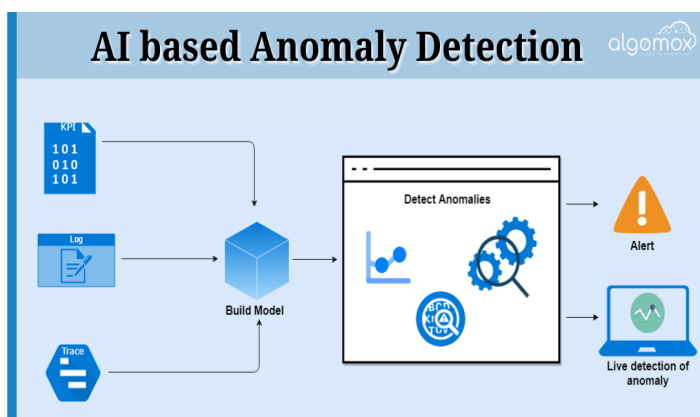 AI based Anomaly Detection
algomox
KPI
101
010
101
Detect Anomalies
Log
Alert
Build Model
Trace
Live detection of
anomaly